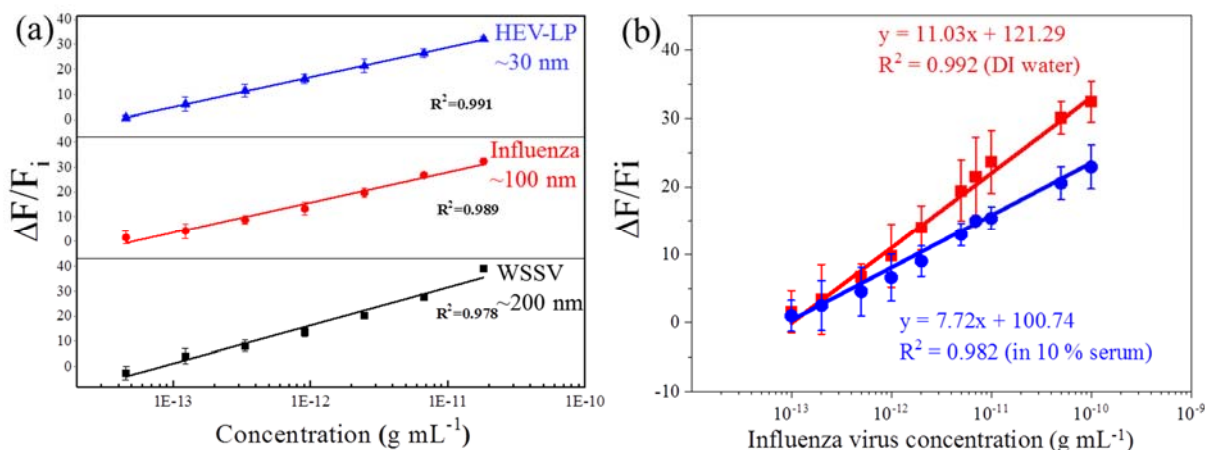 (a)
40
30
20
10
0
HEV-LP
~30 nm
R²=0.991
40
30
20
10
0
Influenza
~100 nm
R²=0.989
40
30
20
10
0
WSSV
~200 nm
R²=0.978
ΔF/Fᵢ
1E-13 1E-12 1E-11 1E-10
Concentration (g mL⁻¹)
(b)
y = 11.03x + 121.29
R² = 0.992 (DI water)
40
30
20
10
0
-10
ΔF/Fi
y = 7.72x + 100.74
R² = 0.982 (in 10 % serum)
10⁻¹³ 10⁻¹² 10⁻¹¹ 10⁻¹⁰ 10⁻⁹
Influenza virus concentration (g mL⁻¹)